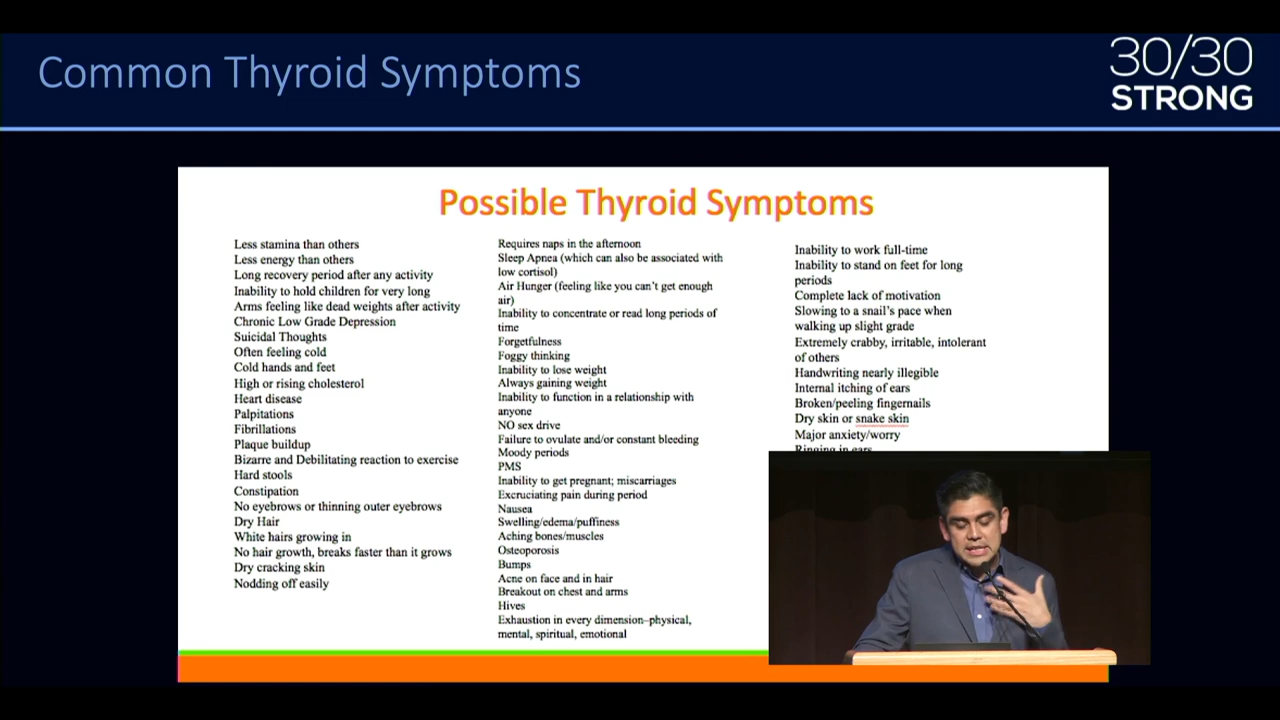 Common Thyroid Symptoms
30/30
STRONG
Possible Thyroid Symptoms
Less stamina than others
Less energy than others
Long recovery period after any activity
Inability to hold children for very long
Arms feeling like dead weights after activity
Chronic Low Grade Depression
Suicidal Thoughts
Often feeling cold
Cold hands and feet
High or rising cholesterol
Heart disease
Palpitations
Fibrillations
Plaque buildup
Bizarre and Debilitating reaction to exercise
Hard stools
Constipation
No eyebrows or thinning outer eyebrows
Dry Hair
White hairs growing in
No hair growth, breaks faster than it grows
Dry cracking skin
Nodding off easily
Requires naps in the afternoon
Sleep Apnea (which can also be associated with
low cortisol)
Air Hunger (feeling like you can't get enough
air)
Inability to concentrate or read long periods of
time
Forgetfulness
Foggy thinking
Inability to lose weight
Always gaining weight
Inability to function in a relationship with
anyone
NO sex drive
Failure to ovulate and/or constant bleeding
Moody periods
PMS
Inability to get pregnant; miscarriages
Excruciating pain during period
Nausea
Swelling/edema/puffiness
Aching bones/muscles
Osteoporosis
Bumps
Acne on face and in hair
Breakout on chest and arms
Hives
Exhaustion in every dimension–physical,
mental, spiritual, emotional
Inability to work full-time
Inability to stand on feet for long
periods
Complete lack of motivation
Slowing to a snail's pace when
walking up slight grade
Extremely crabby, irritable, intolerant
of others
Handwriting nearly illegible
Internal itching of ears
Broken/peeling fingernails
Dry skin or snake skin
Major anxiety/worry
Ringing in ears